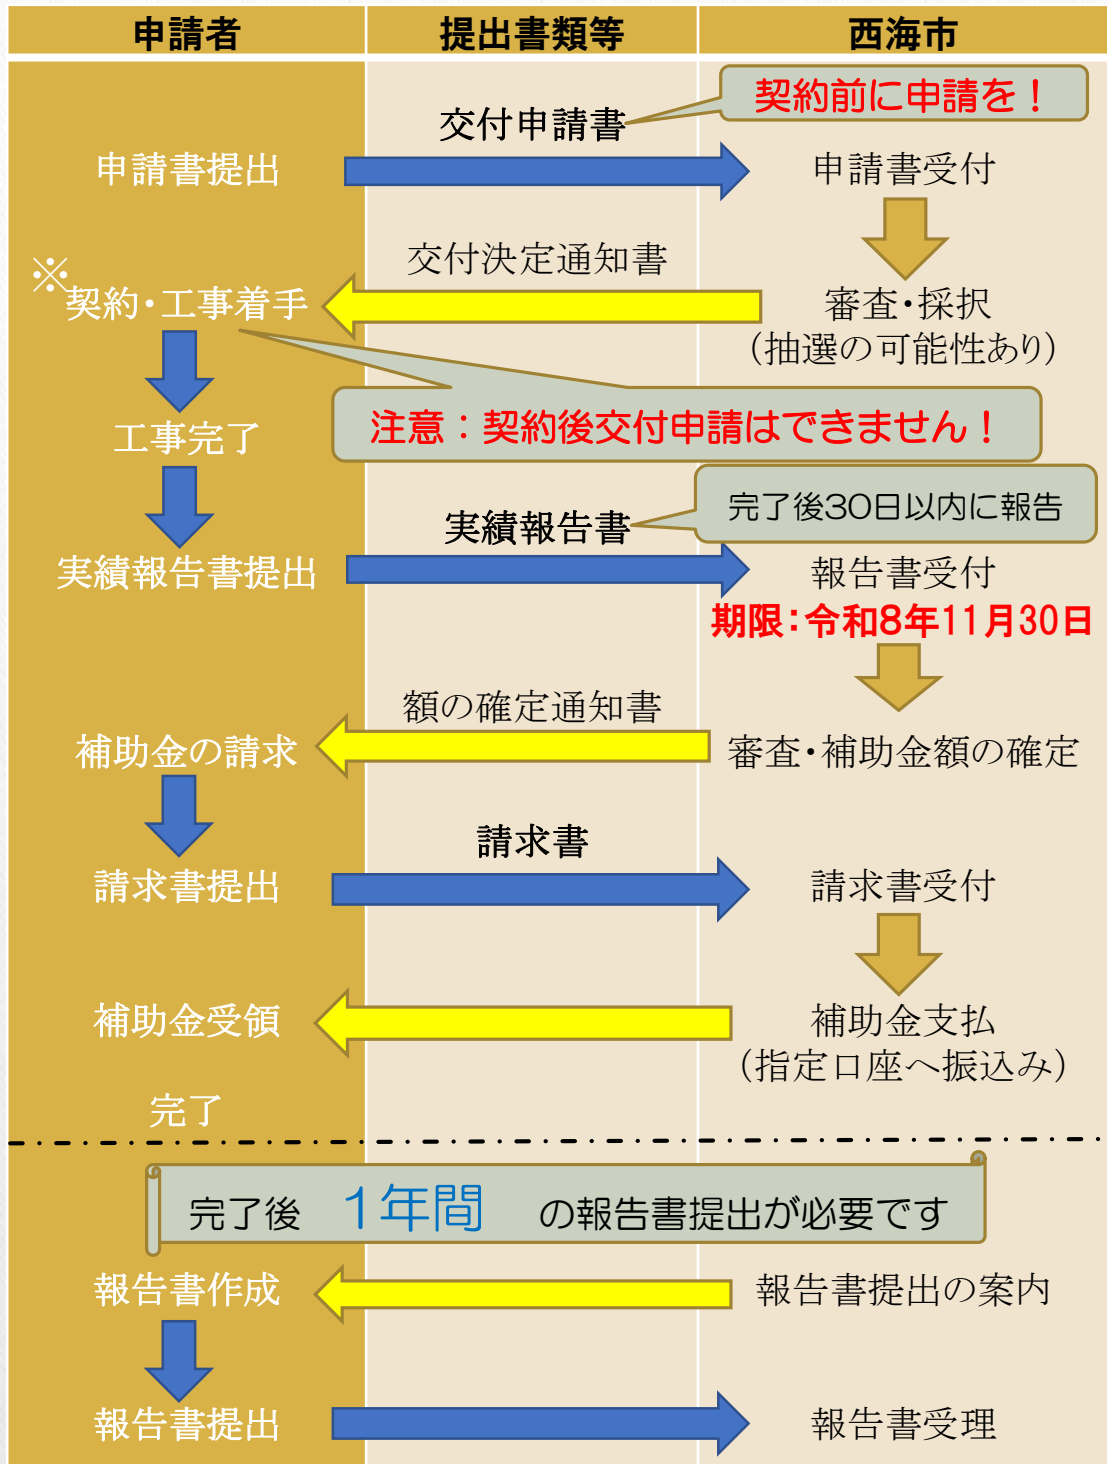 申請者
提出書類等
西海市
契約前に申請を！
交付申請書
申請書提出
申請書受付
交付決定通知書
※
契約・工事着手
審査・採択
（抽選の可能性あり）
注意：契約後交付申請はできません！
工事完了
完了後30日以内に報告
実績報告書
実績報告書提出
報告書受付
期限：令和8年11月30日
額の確定通知書
補助金の請求
審査・補助金額の確定
請求書
請求書提出
請求書受付
補助金受領
補助金支払
（指定口座へ振込み）
完了
完了後 1年間 の報告書提出が必要です
報告書作成
報告書提出の案内
報告書提出
報告書受理